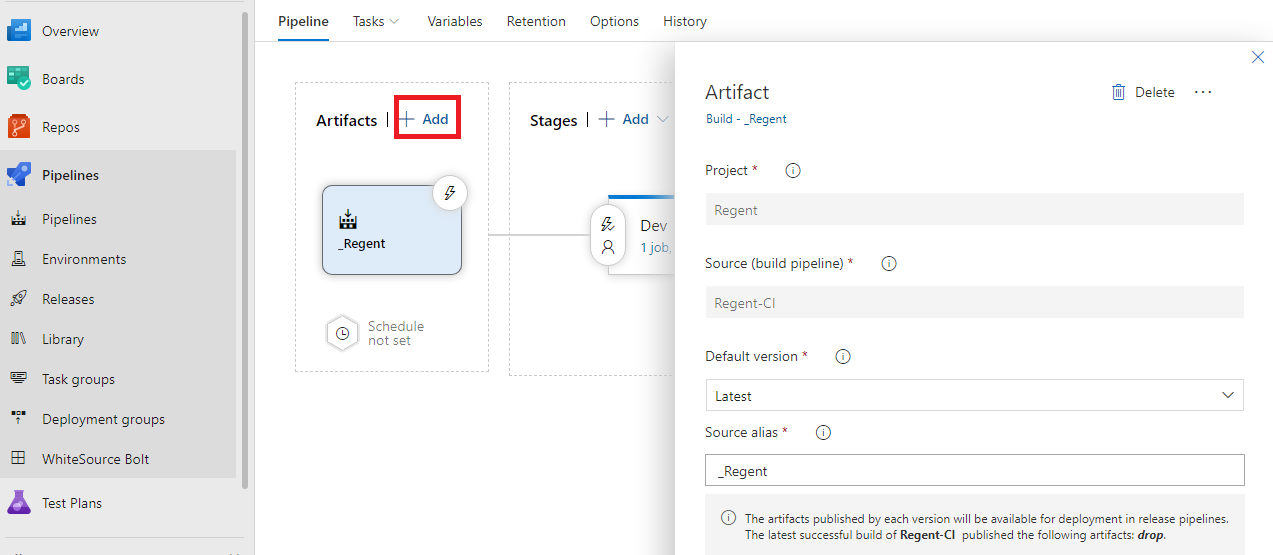 Overview
Boards
Repos
Pipelines
Pipelines
Environments
Releases
Library
Task groups
Deployment groups
WhiteSource Bolt
Test Plans
Pipeline Tasks Variables Retention Options History
Artifacts | + Add
Stages | + Add
_Regent
Schedule
not set
Dev
1 job,
Artifact
Delete ...
Build - _Regent
Project *
Regent
Source (build pipeline) *
Regent-CI
Default version *
Latest
Source alias *
_Regent
The artifacts published by each version will be available for deployment in release pipelines.
The latest successful build of Regent-CI published the following artifacts: drop.